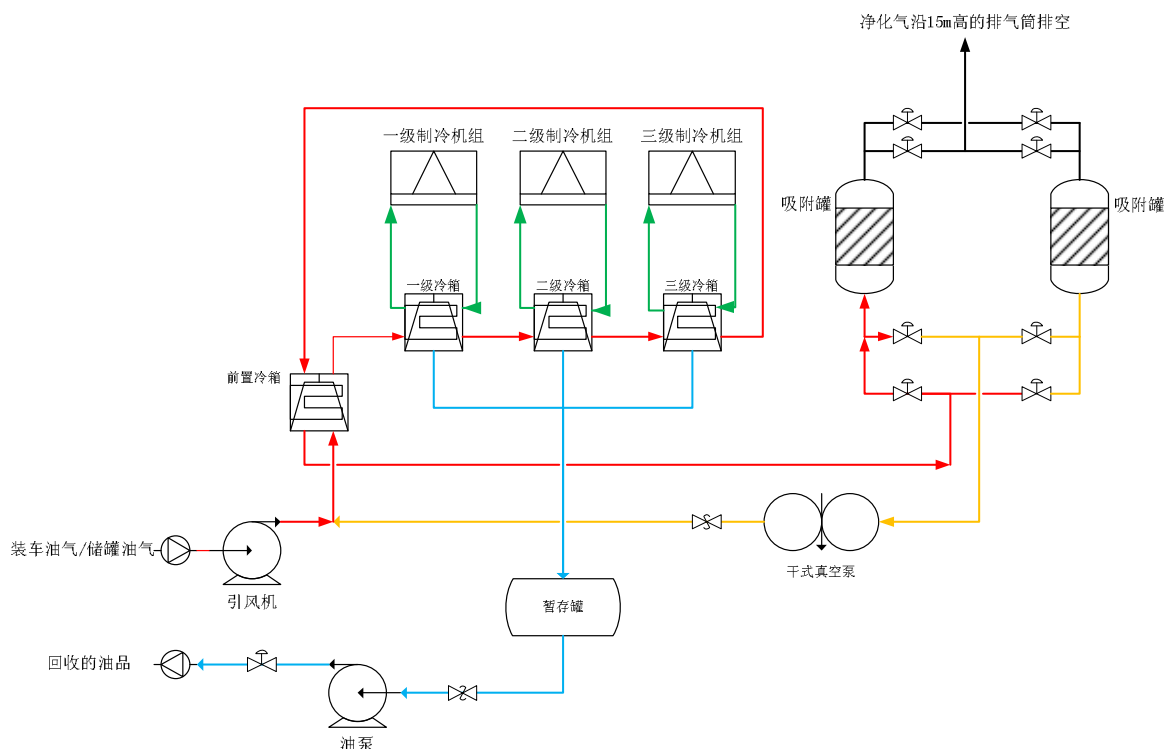 净化气沿15m高的排气筒排空
一级制冷机组
二级制冷机组
三级制冷机组
吸附罐
吸附罐
一级冷箱
二级冷箱
三级冷箱
前置冷箱
装车油气/储罐油气
引风机
干式真空泵
暂存罐
回收的油品
油泵